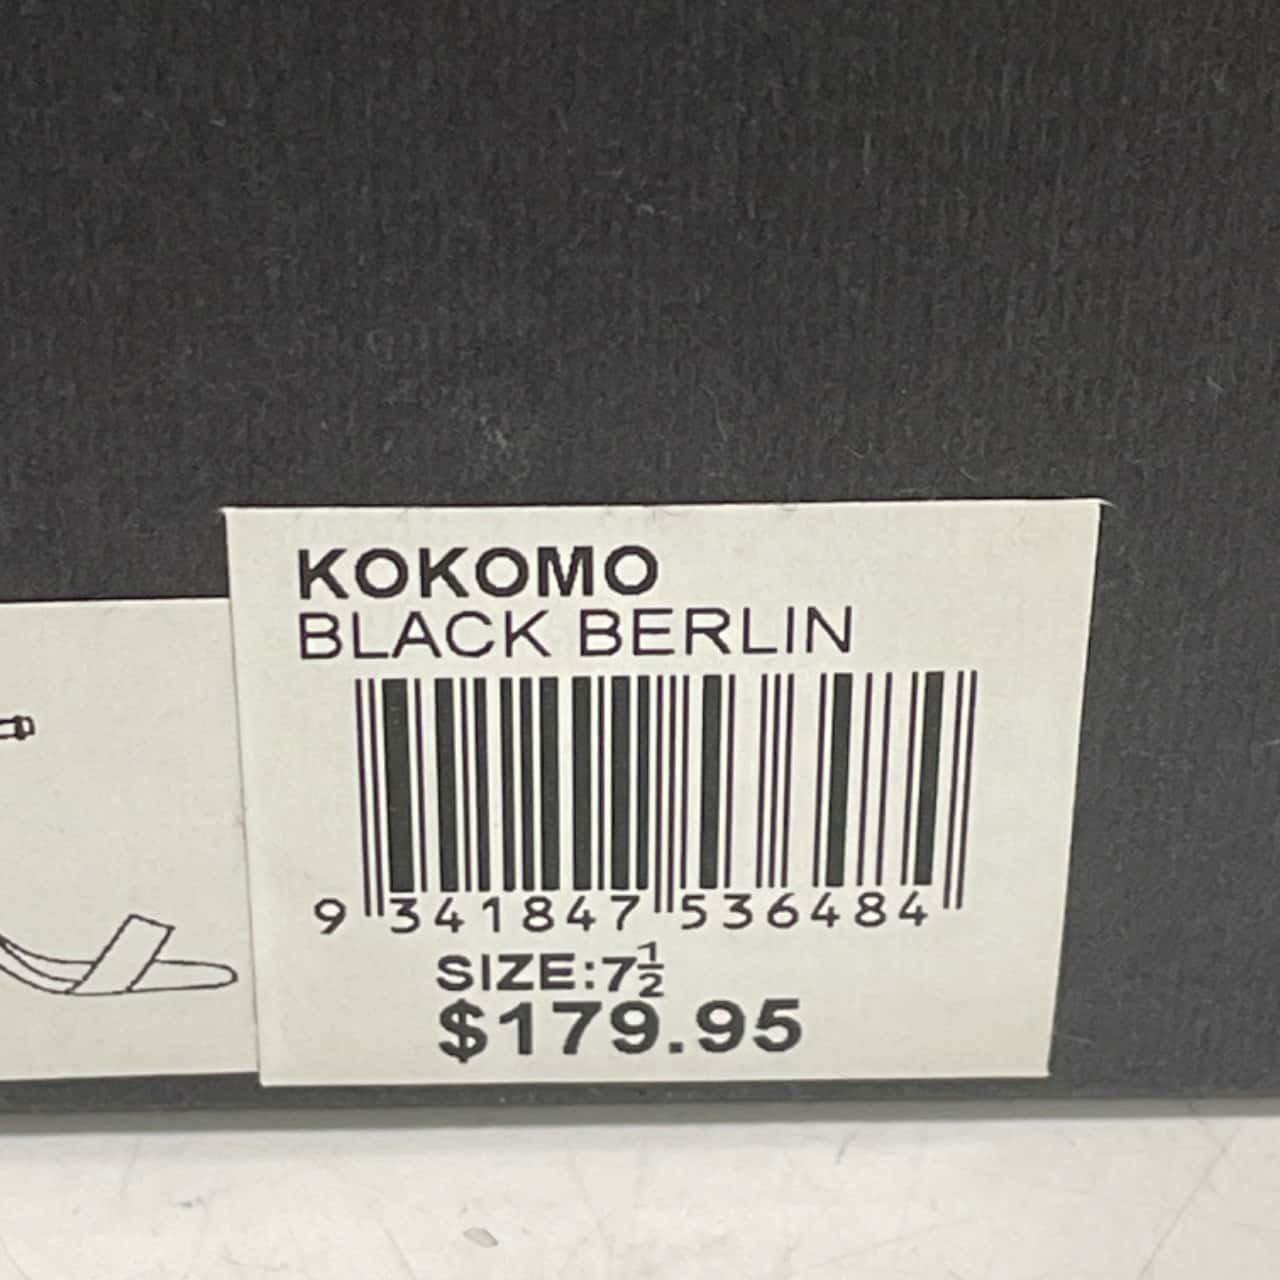 KOKOMO
BLACK BERLIN
9 341847 536484
SIZE:7½
$179.95